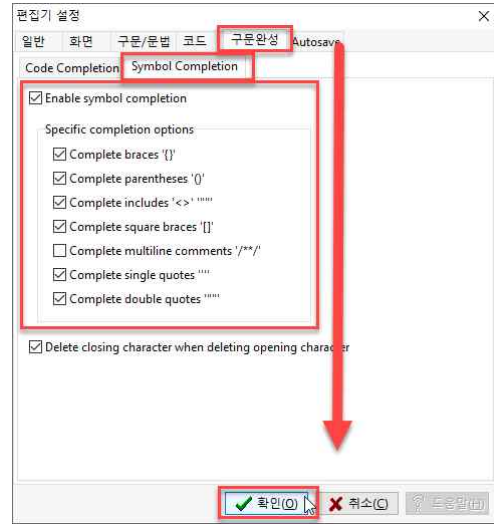 편집기 설정
일반 화면 구문/문법 코드 구문완성 Autosave
Code Completion Symbol Completion
Enable symbol completion
Specific completion options
Complete braces '{}'
Complete parentheses '()'
Complete includes '<>' '""'
Complete square braces '[]'
Complete multiline comments '/**/'
Complete single quotes ''''
Complete double quotes '""'
Delete closing character when deleting opening character
확인(O) 취소(C) 도움말(H)